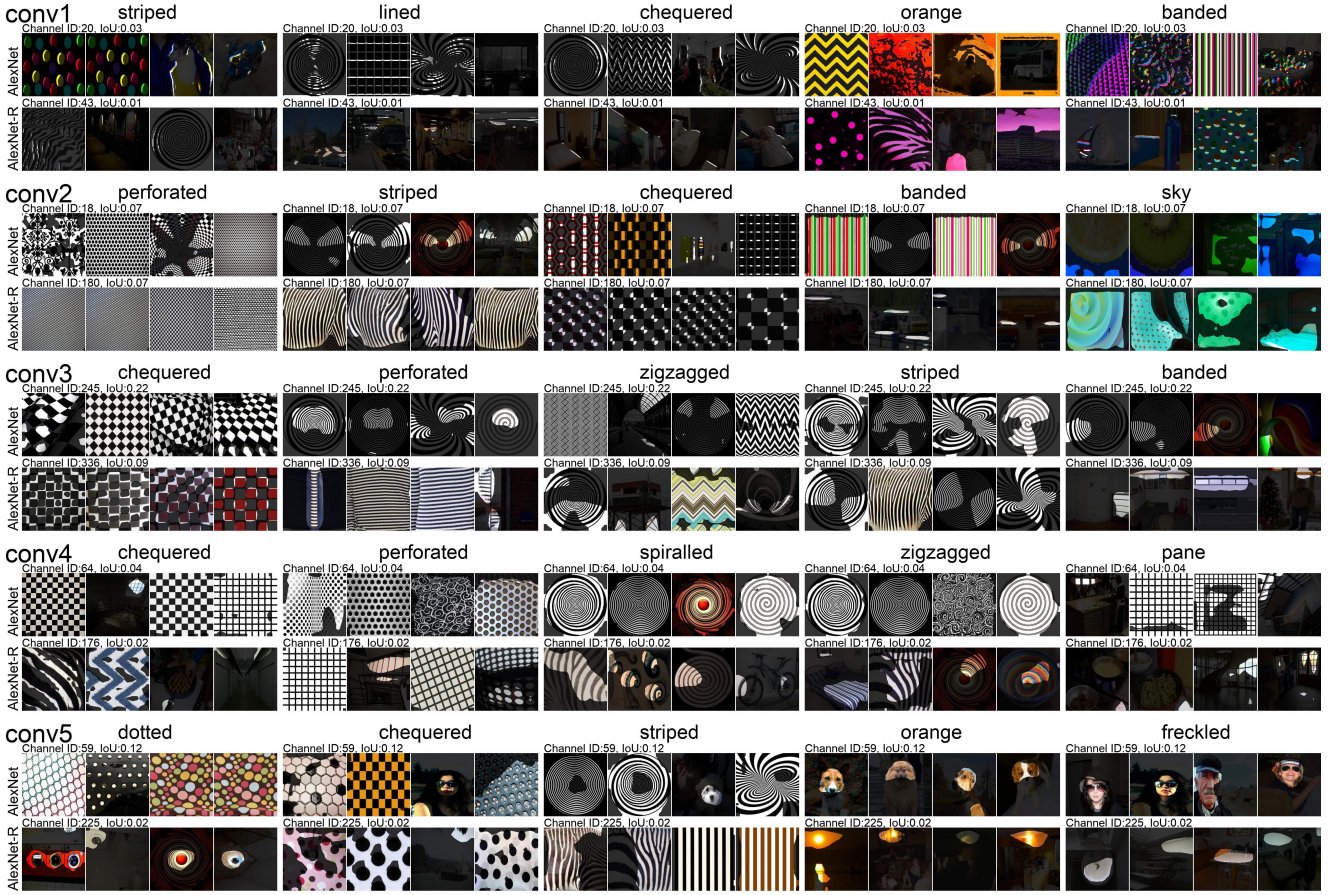 conv1
striped lined chequered orange banded
Channel ID:20, IoU:0.03 Channel ID:20, IoU:0.03 Channel ID:20, IoU:0.03 Channel ID:20, IoU:0.03 Channel ID:20, IoU:0.03
AlexNet
Channel ID:43, IoU:0.01 Channel ID:43, IoU:0.01 Channel ID:43, IoU:0.01 Channel ID:43, IoU:0.01 Channel ID:43, IoU:0.01
AlexNet-R
conv2
perforated striped chequered banded sky
Channel ID:18, IoU:0.07 Channel ID:18, IoU:0.07 Channel ID:18, IoU:0.07 Channel ID:18, IoU:0.07 Channel ID:18, IoU:0.07
AlexNet
Channel ID:180, IoU:0.07 Channel ID:180, IoU:0.07 Channel ID:180, IoU:0.07 Channel ID:180, IoU:0.07 Channel ID:180, IoU:0.07
AlexNet-R
conv3
chequered perforated zigzagged striped banded
Channel ID:245, IoU:0.22 Channel ID:245, IoU:0.22 Channel ID:245, IoU:0.22 Channel ID:245, IoU:0.22 Channel ID:245, IoU:0.22
AlexNet
Channel ID:336, IoU:0.09 Channel ID:336, IoU:0.09 Channel ID:336, IoU:0.09 Channel ID:336, IoU:0.09 Channel ID:336, IoU:0.09
AlexNet-R
conv4
chequered perforated spiralled zigzagged pane
Channel ID:64, IoU:0.04 Channel ID:64, IoU:0.04 Channel ID:64, IoU:0.04 Channel ID:64, IoU:0.04 Channel ID:64, IoU:0.04
AlexNet
Channel ID:176, IoU:0.02 Channel ID:176, IoU:0.02 Channel ID:176, IoU:0.02 Channel ID:176, IoU:0.02 Channel ID:176, IoU:0.02
AlexNet-R
conv5
dotted chequered striped orange freckled
Channel ID:59, IoU:0.12 Channel ID:59, IoU:0.12 Channel ID:59, IoU:0.12 Channel ID:59, IoU:0.12 Channel ID:59, IoU:0.12
AlexNet
Channel ID:225, IoU:0.02 Channel ID:225, IoU:0.02 Channel ID:225, IoU:0.02 Channel ID:225, IoU:0.02 Channel ID:225, IoU:0.02
AlexNet-R